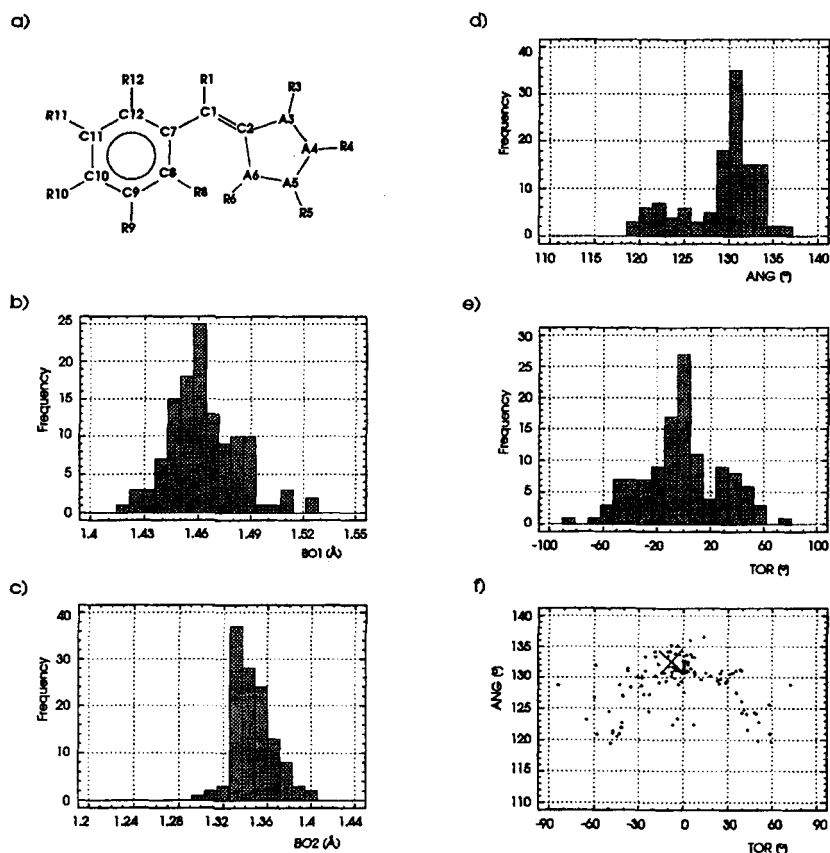 a)
R12
R1
R3
R11
C12
C1
A3
C11
C7
C2
A4
R4
C10
C8
A6
A5
R10
C9
R8
R6
R5
R9
b)
25
20
15
10
5
0
Frequency
1.4
1.43
1.46
1.49
1.52
1.55
BO1 (Å)
c)
40
30
20
10
0
Frequency
1.2
1.24
1.28
1.32
1.36
1.4
1.44
BO2 (Å)
d)
40
30
20
10
0
Frequency
110
115
120
125
130
135
140
ANG (º)
e)
30
25
20
15
10
5
0
Frequency
-100
-60
-20
20
60
100
TOR (º)
f)
140
135
130
125
120
115
110
ANG (º)
-90
-60
-30
0
30
60
90
TOR (º)